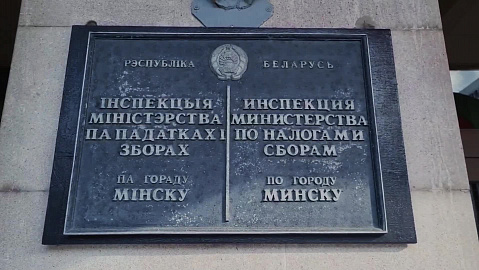 РЭСПУБЛІКА БЕЛАРУСЬ
ІНСПЕКЦЫЯ
МІНІСТЭРСТВА
ПА ПАДАТКАХ І
ЗБОРАХ
ПА ГОРАДУ
МІНСКУ
ИНСПЕКЦИЯ
МИНИСТЕРСТВА
ПО НАЛОГАМ И
СБОРАМ
ПО ГОРОДУ
МИНСКУ